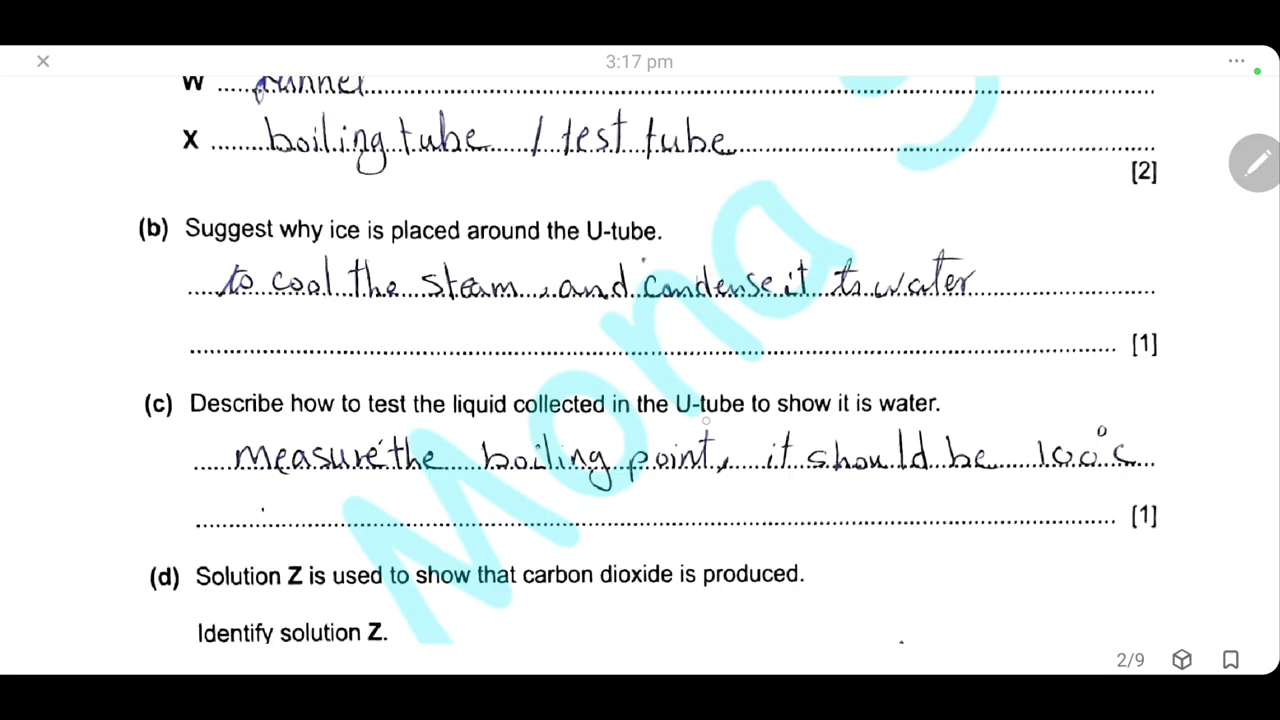 3:17 pm
W funnel
X boiling tube / test tube
[2]
(b) Suggest why ice is placed around the U-tube.
to cool the steam, and condense it to water
[1]
(c) Describe how to test the liquid collected in the U-tube to show it is water.
measure the boiling point, it should be 100°C
[1]
(d) Solution Z is used to show that carbon dioxide is produced.
Identify solution Z.
2/9
Mona